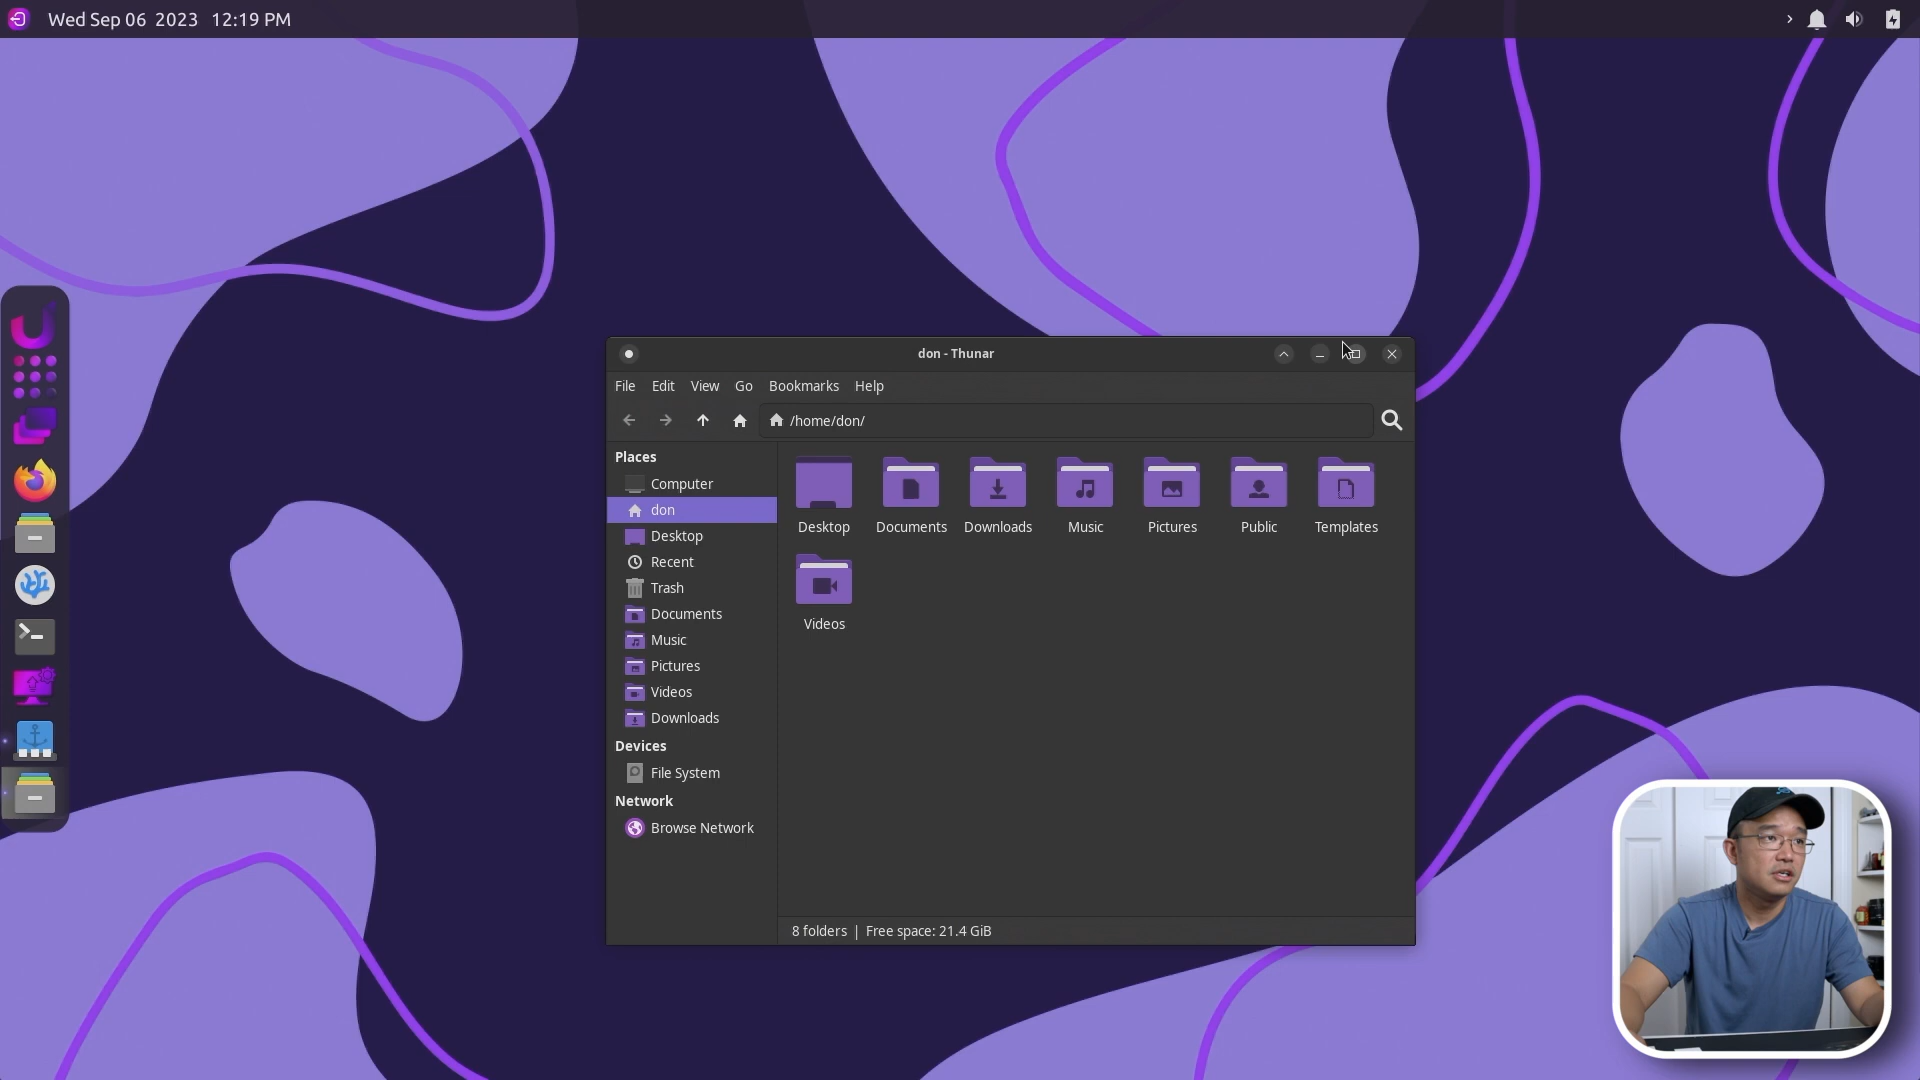 Wed Sep 06 2023 12:19 PM
don - Thunar
File Edit View Go Bookmarks Help
/home/don/
Places
Computer
don
Desktop
Recent
Trash
Documents
Music
Pictures
Videos
Downloads
Devices
File System
Network
Browse Network
Desktop Documents Downloads Music Pictures Public Templates
Videos
8 folders | Free space: 21.4 GiB